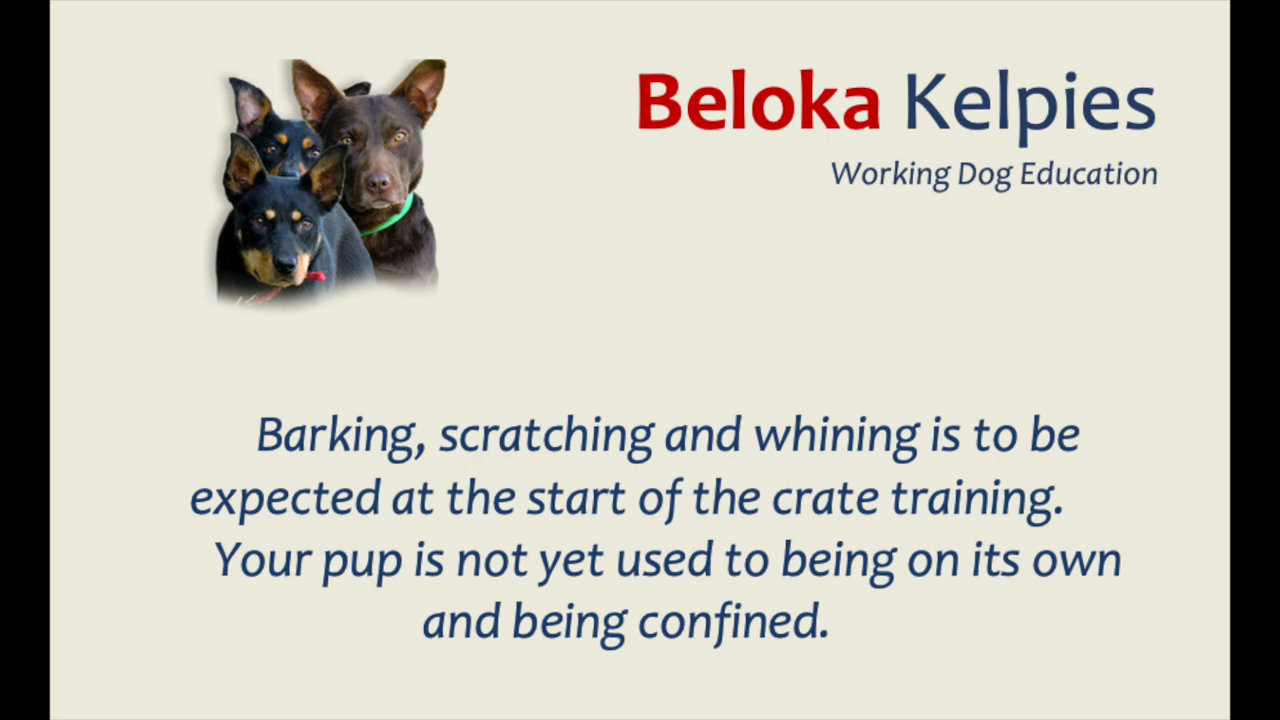 Beloka Kelpies
Working Dog Education
Barking, scratching and whining is to be
expected at the start of the crate training.
Your pup is not yet used to being on its own
and being confined.